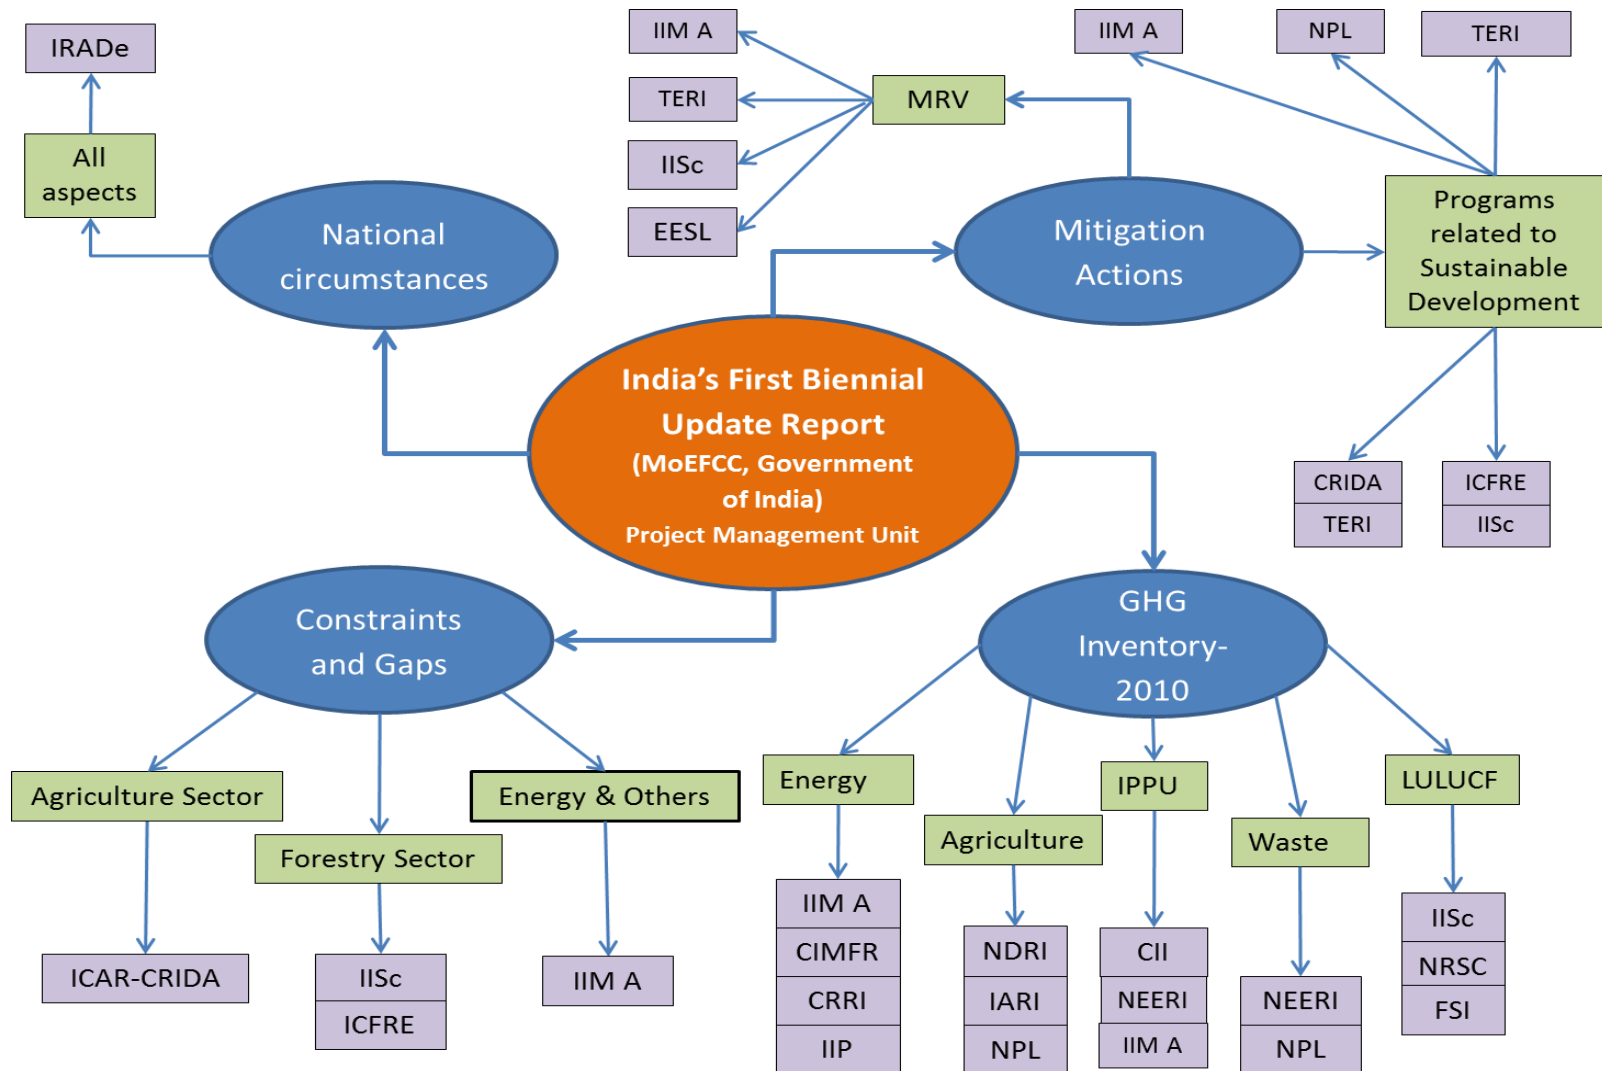 IRADe
All
aspects
National
circumstances
IIM A
TERI
IISc
EESL
MRV
IIM A
NPL
TERI
Mitigation
Actions
Programs
related to
Sustainable
Development
CRIDA
TERI
ICFRE
IISc
India’s First Biennial
Update Report
(MoEFCC, Government
of India)
Project Management Unit
Constraints
and Gaps
Agriculture Sector
Forestry Sector
Energy & Others
ICAR-CRIDA
IISc
ICFRE
IIM A
GHG
Inventory-
2010
Energy
Agriculture
IPPU
Waste
LULUCF
IIM A
CIMFR
CRRI
IIP
NDRI
IARI
NPL
CII
NEERI
IIM A
NEERI
NPL
IISc
NRSC
FSI